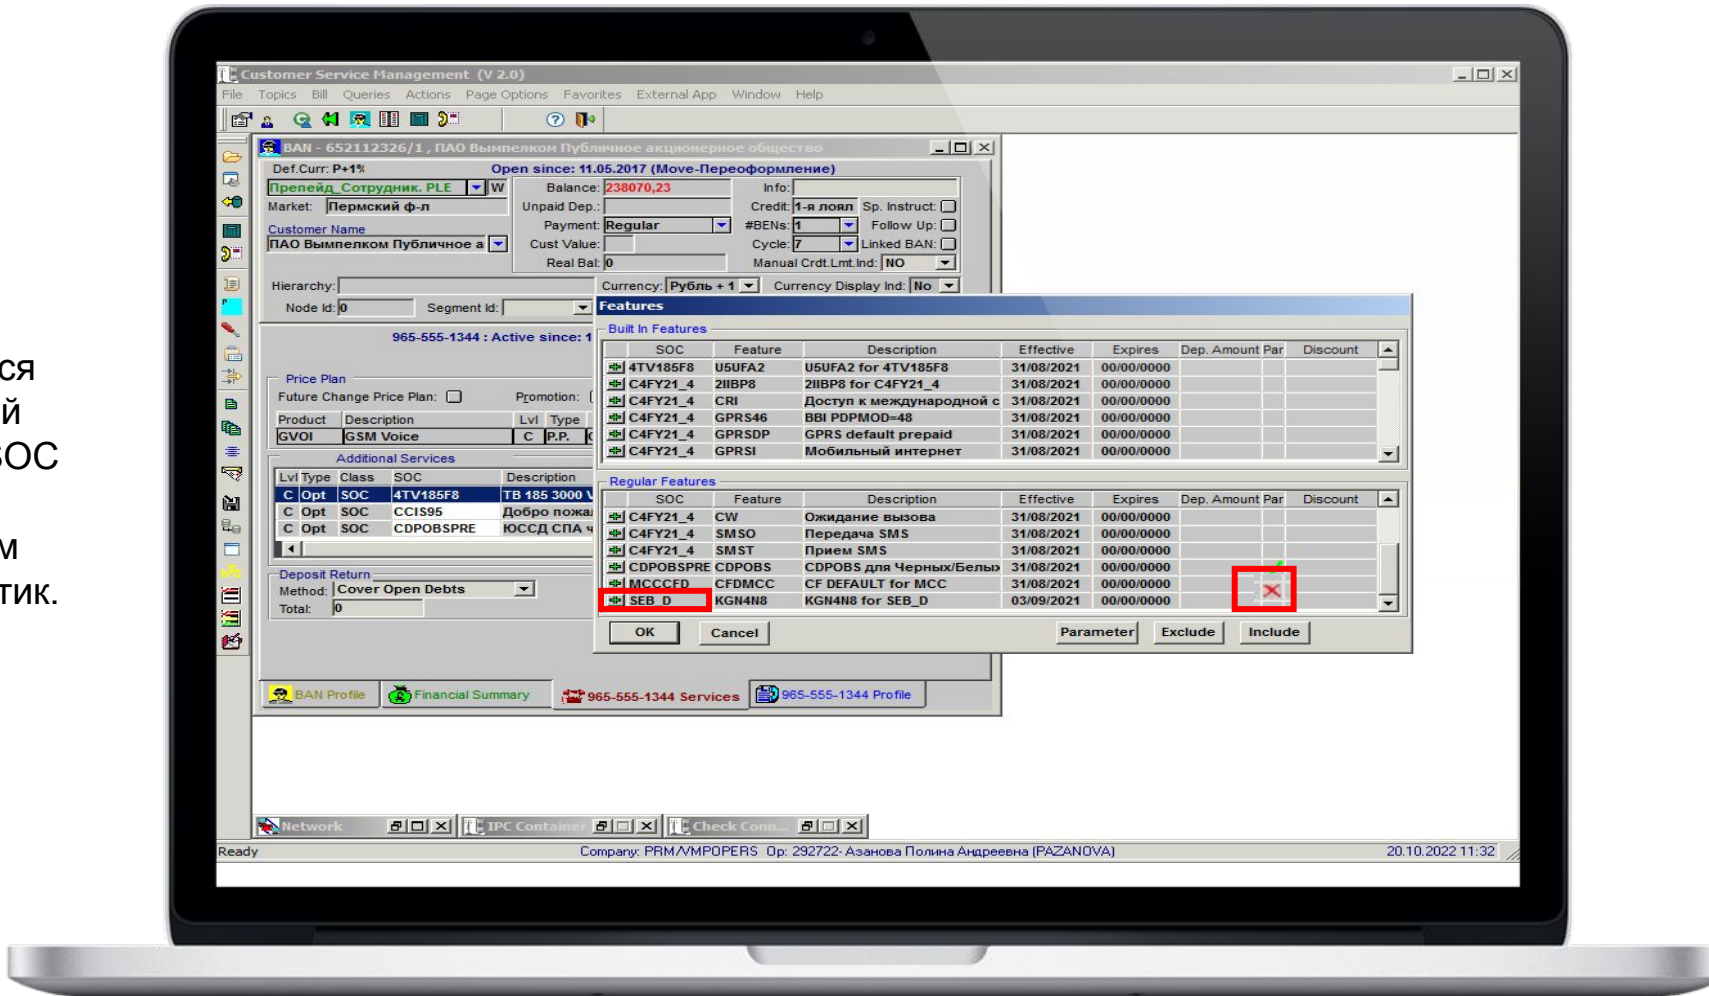 ся
й
SOC
м
тик.
Customer Service Management (V 2.0)
File Topics Bill Queries Actions Page Options Favorites External App Window Help
BAN - 652112326/1 , ПАО Вымпелком Публичное акционерное общество
Def.Curr: P+1% Open since: 11.05.2017 (Move-Переоформление)
Препейд_Сотрудник. PLE W Balance: 238070,23 Info:
Market: Пермский ф-л Unpaid Dep.: Credit: 1-я лоял Sp. Instruct:
Customer Name Payment: Regular #BENs: 1 Follow Up:
ПАО Вымпелком Публичное а Cust Value: Cycle: 7 Linked BAN:
Real Bal: 0 Manual Crdt.Lmt.Ind: NO
Hierarchy: Currency: Рубль + 1 Currency Display Ind: No
Node Id: 0 Segment Id:
965-555-1344 : Active since: 1
Price Plan
Future Change Price Plan: Promotion:
Product Description Lvl Type
GVOI GSM Voice C P.P.
Additional Services
Lvl Type Class SOC Description
C Opt SOC 4TV185F8 ТВ 185 3000
C Opt SOC CCIS95 Добро пожа
C Opt SOC CDPOBSPRE ЮССД СПА ч
Deposit Return
Method: Cover Open Debts
Total: 0
Features
Built In Features
SOC Feature Description Effective Expires Dep. Amount Par Discount
4TV185F8 U5UFA2 U5UFA2 for 4TV185F8 31/08/2021 00/00/0000
C4FY21_4 2IIBP8 2IIBP8 for C4FY21_4 31/08/2021 00/00/0000
C4FY21_4 CRI Доступ к международной с 31/08/2021 00/00/0000
C4FY21_4 GPRS46 BBI PDPMOD=48 31/08/2021 00/00/0000
C4FY21_4 GPRSDP GPRS default prepaid 31/08/2021 00/00/0000
C4FY21_4 GPRSI Мобильный интернет 31/08/2021 00/00/0000
Regular Features
SOC Feature Description Effective Expires Dep. Amount Par Discount
C4FY21_4 CW Ожидание вызова 31/08/2021 00/00/0000
C4FY21_4 SMSO Передача SMS 31/08/2021 00/00/0000
C4FY21_4 SMST Прием SMS 31/08/2021 00/00/0000
CDPOBSPRE CDPOBS CDPOBS для Черных/Белых 31/08/2021 00/00/0000
MCCCFD CFDMCC CF DEFAULT for MCC 31/08/2021 00/00/0000
SEB_D KGN4N8 KGN4N8 for SEB_D 03/09/2021 00/00/0000
OK Cancel Parameter Exclude Include
BAN Profile Financial Summary 965-555-1344 Services 965-555-1344 Profile
Network IPC Container Check Conn...
Ready Company: PRM/VMPOPERS Op: 292722- Азанова Полина Андреевна (PAZANOVA) 20.10.2022 11:32